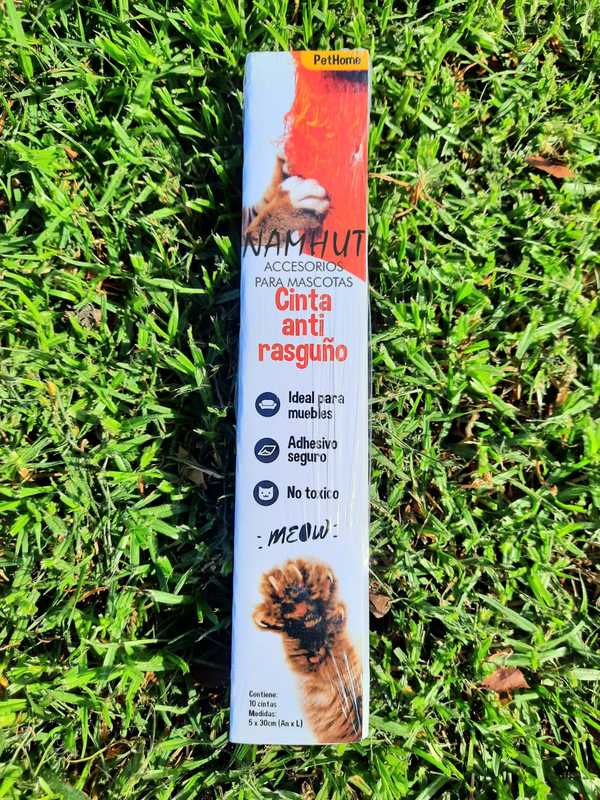 PetHome
NAMHUT
ACCESORIOS
PARA MASCOTAS
Cinta
anti
rasguño
Ideal para
muebles
Adhesivo
seguro
No toxico
MEOW
Contiene:
10 cintas
Medidas:
5 x 30cm (An x L)